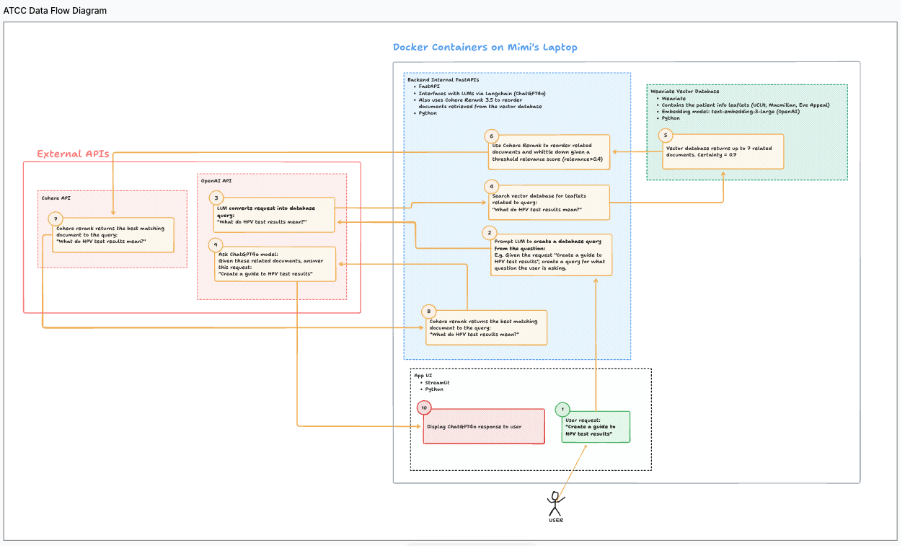 ATCC Data Flow Diagram
Docker Containers on Mimi's Laptop
Backend Internal FastAPIs
• FastAPI
• Interfaces with LLMs via Langchain (ChatGPT4o)
• Also uses Cohere Rerank 3.5 to reorder
documents retrieved from the vector database
• Python
Weaviate Vector Database
• Weaviate
• Contains the patient info leaflets (UCLH, Macmillan, Eve Appeal)
• Embedding model: text-embedding-3-large (OpenAI)
• Python
6
Use Cohere Rerank to reorder related
documents and whittle down given a
threshold relevance score (relevance>0.4)
5
Vector database returns up to 7 related
documents. Certainty = 0.7
External APIs
OpenAI API
Cohere API
3
LLM converts request into database
query:
"What do HPV test results mean?"
4
Search vector database for leaflets
related to query:
"What do HPV test results mean?"
7
Cohere rerank returns the best matching
document to the query:
"What do HPV test results mean?"
2
Prompt LLM to create a database query
from the question:
E.g. Given the request "Create a guide to
HPV test results", create a query for what
question the user is asking.
9
Ask ChatGPT4o model:
Given these related documents, answer
this request:
"Create a guide to HPV test results"
8
Cohere rerank returns the best matching
document to the query:
"What do HPV test results mean?"
App UI
• Streamlit
• Python
10
Display ChatGPT4o response to user
1
User request:
"Create a guide to
HPV test results"
USER